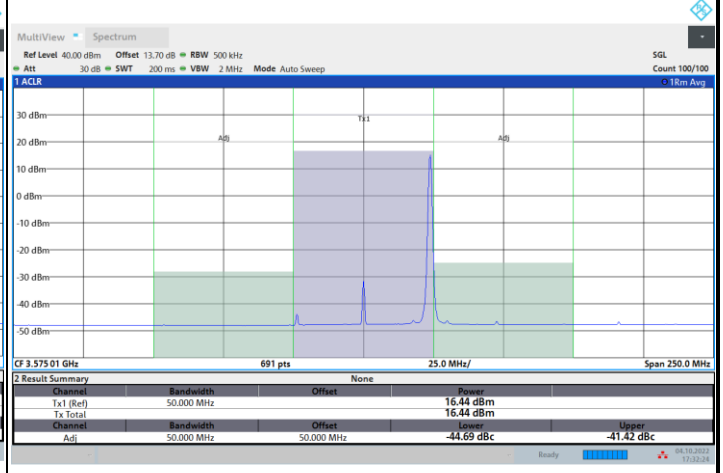 MultiView Spectrum
Ref Level 40.00 dBm Offset 13.70 dB RBW 500 kHz SGL
Att 30 dB SWT 200 ms VBW 2 MHz Mode Auto Sweep Count 100/100
1 ACLR 1Rm Avg
30 dBm
Tx1
20 dBm
Adj Adj
10 dBm
0 dBm
-10 dBm
-20 dBm
-30 dBm
-40 dBm
-50 dBm
CF 3.575 01 GHz 691 pts 25.0 MHz/ Span 250.0 MHz
2 Result Summary None
Channel Bandwidth Offset Power
Tx1 (Ref) 50.000 MHz 16.44 dBm
Tx Total 16.44 dBm
Channel Bandwidth Offset Lower Upper
Adj 50.000 MHz 50.000 MHz -44.69 dBc -41.42 dBc
Ready 04.10.2022
17:32:24